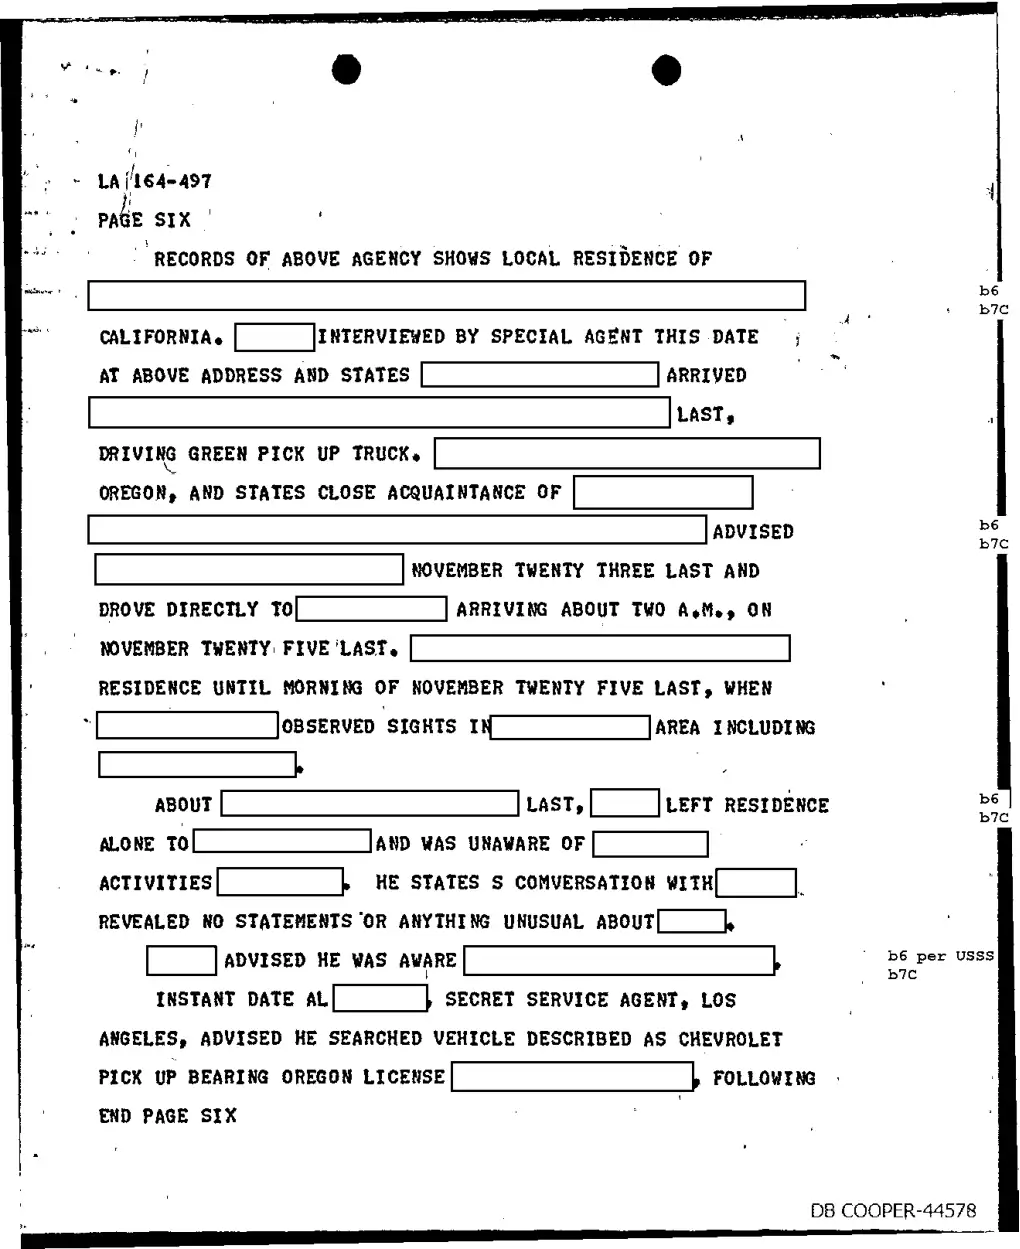 LA 164-497
PAGE SIX
RECORDS OF ABOVE AGENCY SHOWS LOCAL RESIDENCE OF
b6
b7C
CALIFORNIA. INTERVIEWED BY SPECIAL AGENT THIS DATE
AT ABOVE ADDRESS AND STATES ARRIVED
LAST,
DRIVING GREEN PICK UP TRUCK.
OREGON, AND STATES CLOSE ACQUAINTANCE OF
ADVISED
b6
b7C
NOVEMBER TWENTY THREE LAST AND
DROVE DIRECTLY TO ARRIVING ABOUT TWO A.M., ON
NOVEMBER TWENTY FIVE LAST.
RESIDENCE UNTIL MORNING OF NOVEMBER TWENTY FIVE LAST, WHEN
OBSERVED SIGHTS IN AREA INCLUDING
.
ABOUT LAST, LEFT RESIDENCE
b6
b7C
ALONE TO AND WAS UNAWARE OF
ACTIVITIES . HE STATES S COMVERSATION WITH
REVEALED NO STATEMENTS OR ANYTHING UNUSUAL ABOUT .
ADVISED HE WAS AWARE .
b6 per USSS
b7C
INSTANT DATE AL , SECRET SERVICE AGENT, LOS
ANGELES, ADVISED HE SEARCHED VEHICLE DESCRIBED AS CHEVROLET
PICK UP BEARING OREGON LICENSE , FOLLOWING
END PAGE SIX
DB COOPER-44578